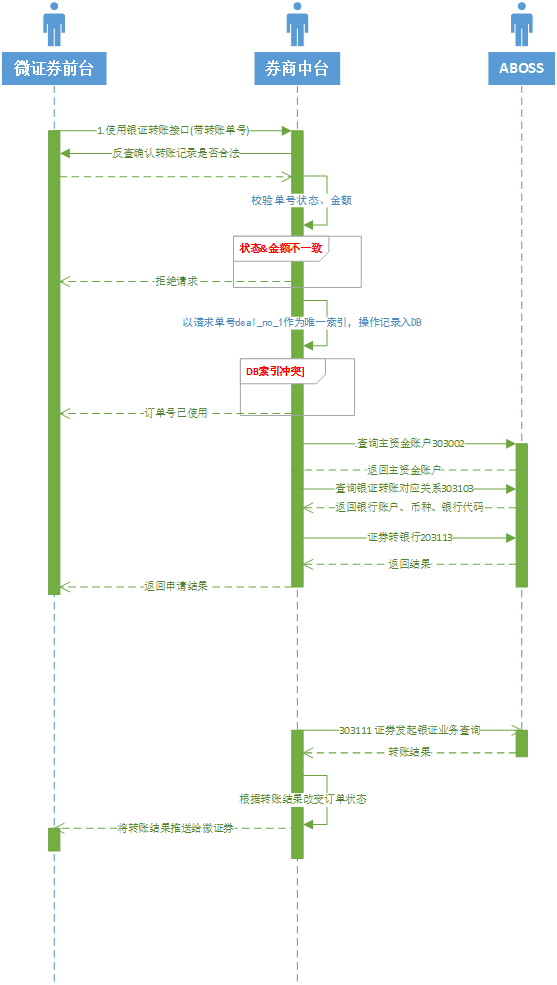 微证券前台
券商中台
ABOSS
1.使用银证转账接口(带转账单号)
反查确认转账记录是否合法
校验单号状态、金额
状态&金额不一致
拒绝请求
以请求单号deal_no_1作为唯一索引，操作记录入DB
DB索引冲突]
订单号已使用
.查询主资金账户303002
返回主资金账户
查询银证转账对应关系303103
返回银行账户、币种、银行代码
证券转银行203113
返回结果
返回申请结果
303111 证券发起银证业务查询
转账结果
根据转账结果改变订单状态
将转账结果推送给微证券